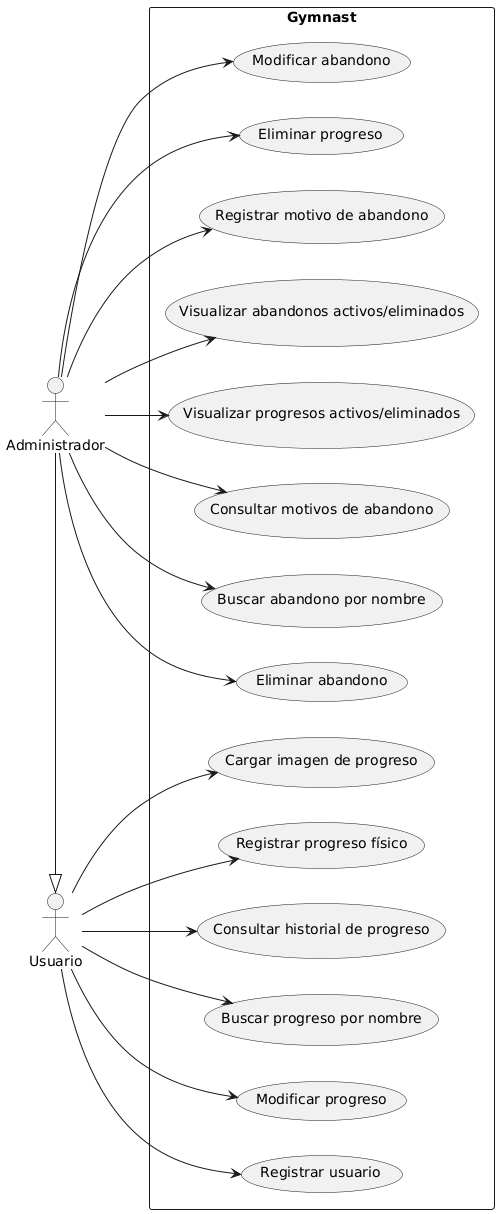 Gymnast
Modificar abandono
Eliminar progreso
Registrar motivo de abandono
Visualizar abandonos activos/eliminados
Visualizar progresos activos/eliminados
Administrador
Consultar motivos de abandono
Buscar abandono por nombre
Eliminar abandono
Cargar imagen de progreso
Registrar progreso físico
Consultar historial de progreso
Usuario
Buscar progreso por nombre
Modificar progreso
Registrar usuario